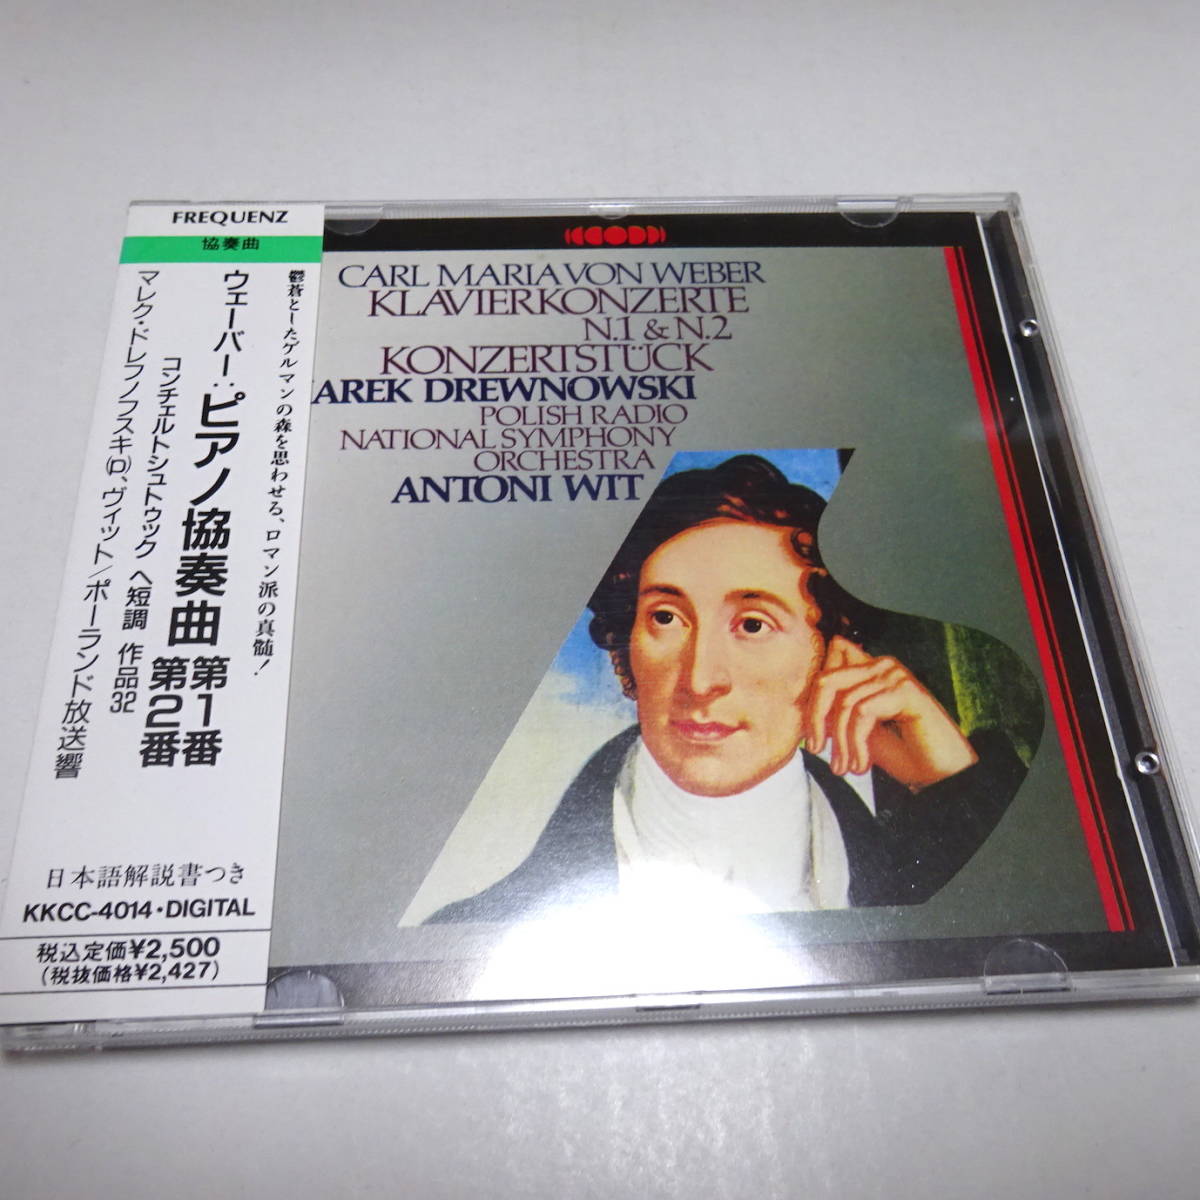 FREQUENZ
協奏曲
鬱蒼としたゲルマンの森を思わせる、ロマン派の真髄!
ウェーバー:ピアノ協奏曲 第1番
第2番
コンチェルトシュトゥック ヘ短調 作品32
マレク・ドレフノフスキ(p)、ヴィット/ポーランド放送響
日本語解説書つき
KKCC-4014・DIGITAL
税込定価¥2,500
(税抜価格¥2,427)
CARL MARIA VON WEBER
KLAVIERKONZERTE
N.1 & N.2
KONZERTSTÜCK
AREK DREWNOWSKI
POLISH RADIO
NATIONAL SYMPHONY
ORCHESTRA
ANTONI WIT